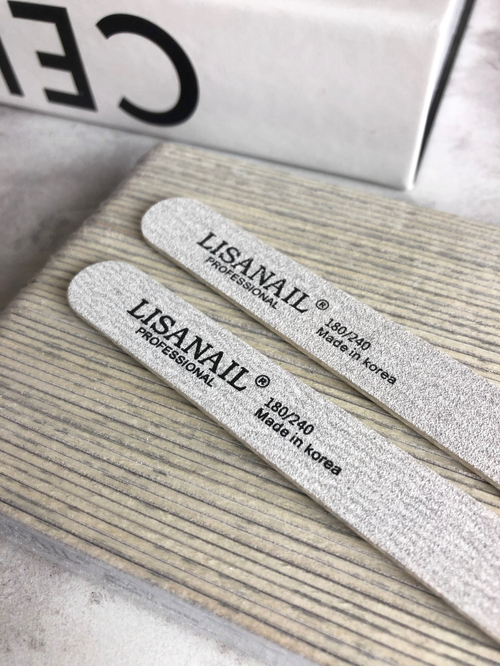 LISANAIL ®
PROFESSIONAL
180/240
Made in korea
LISANAIL ®
PROFESSIONAL
180/240
Made in korea